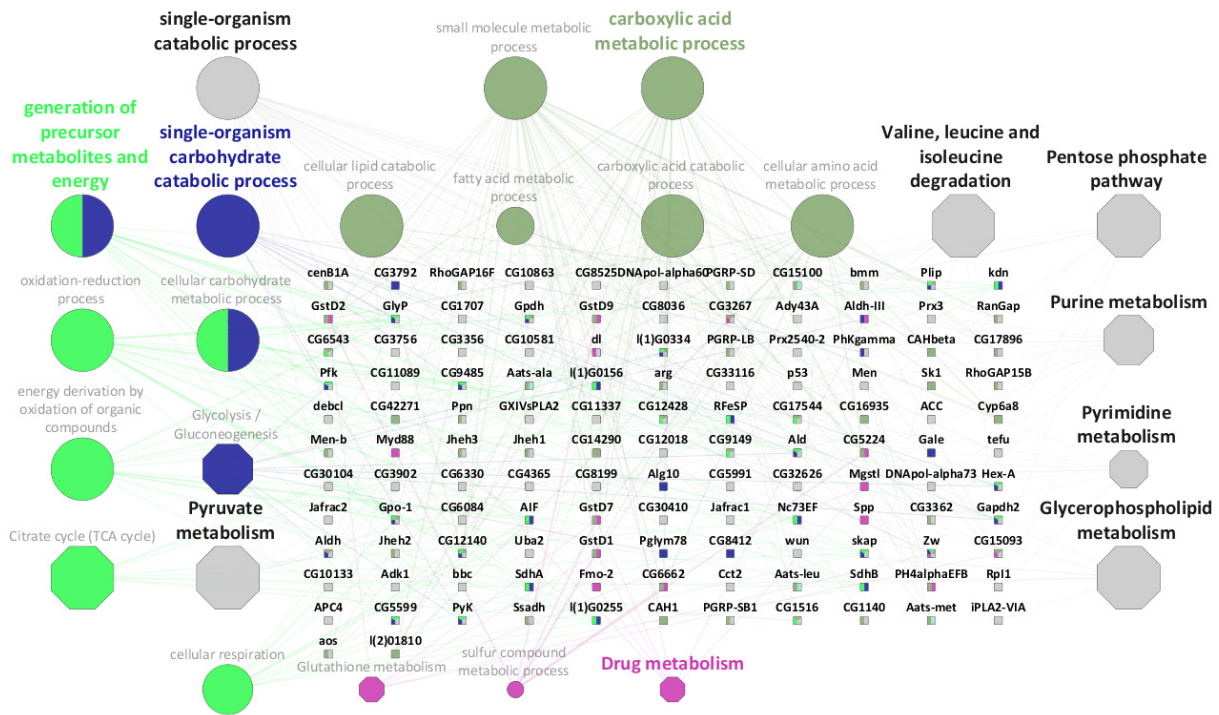 single-organism
catabolic process
small molecule metabolic
process
carboxylic acid
metabolic process
generation of
precursor
metabolites and
energy
single-organism
carbohydrate
catabolic process
cellular lipid catabolic
process
fatty acid metabolic
process
carboxylic acid catabolic
process
cellular amino acid
metabolic process
Valine, leucine and
isoleucine
degradation
Pentose phosphate
pathway
oxidation-reduction
process
cellular carbohydrate
metabolic process
cenB1A CG3792 RhoGAP16F CG10863 CG8525 DNApol-alpha60 PGRP-SD CG15100 bmm Plip kdn
GstD2 GlyP CG1707 Gpdh GstD9 CG8036 CG3267 Ady43A Aldh-III Prx3 RanGap
Purine metabolism
CG6543 CG3756 CG3356 CG10581 dl l(1)G0334 PGRP-LB Prx2540-2 PhKgamma CAHbeta CG17896
Pfk CG11089 CG9485 Aats-ala l(1)G0156 arg CG33116 p53 Men Sk1 RhoGAP15B
energy derivation by
oxidation of organic
compounds
Glycolysis /
Gluconeogenesis
debcl CG42271 Ppn GXIVsPLA2 CG11337 CG12428 RFeSP CG17544 CG16935 ACC Cyp6a8
Pyrimidine
metabolism
Men-b Myd88 Jheh3 Jheh1 CG14290 CG12018 CG9149 Ald CG5224 Gale tefu
CG30104 CG3902 CG6330 CG4365 CG8199 Alg10 CG5991 CG32626 Mgstl DNApol-alpha73 Hex-A
Pyruvate
metabolism
Jafrac2 Gpo-1 CG6084 AIF GstD7 CG30410 Jafrac1 Nc73EF Spp CG3362 Gapdh2
Glycerophospholipid
metabolism
Citrate cycle (TCA cycle)
Aldh Jheh2 CG12140 Uba2 GstD1 Pglym78 CG8412 wun skap Zw CG15093
CG10133 Adk1 bbc SdhA Fmo-2 CG6662 Cct2 Aats-leu SdhB PH4alphaEFB RpI1
APC4 CG5599 PyK Ssadh l(1)G0255 CAH1 PGRP-SB1 CG1516 CG1140 Aats-met iPLA2-VIA
aos l(2)01810
cellular respiration
Glutathione metabolism
sulfur compound
metabolic process
Drug metabolism